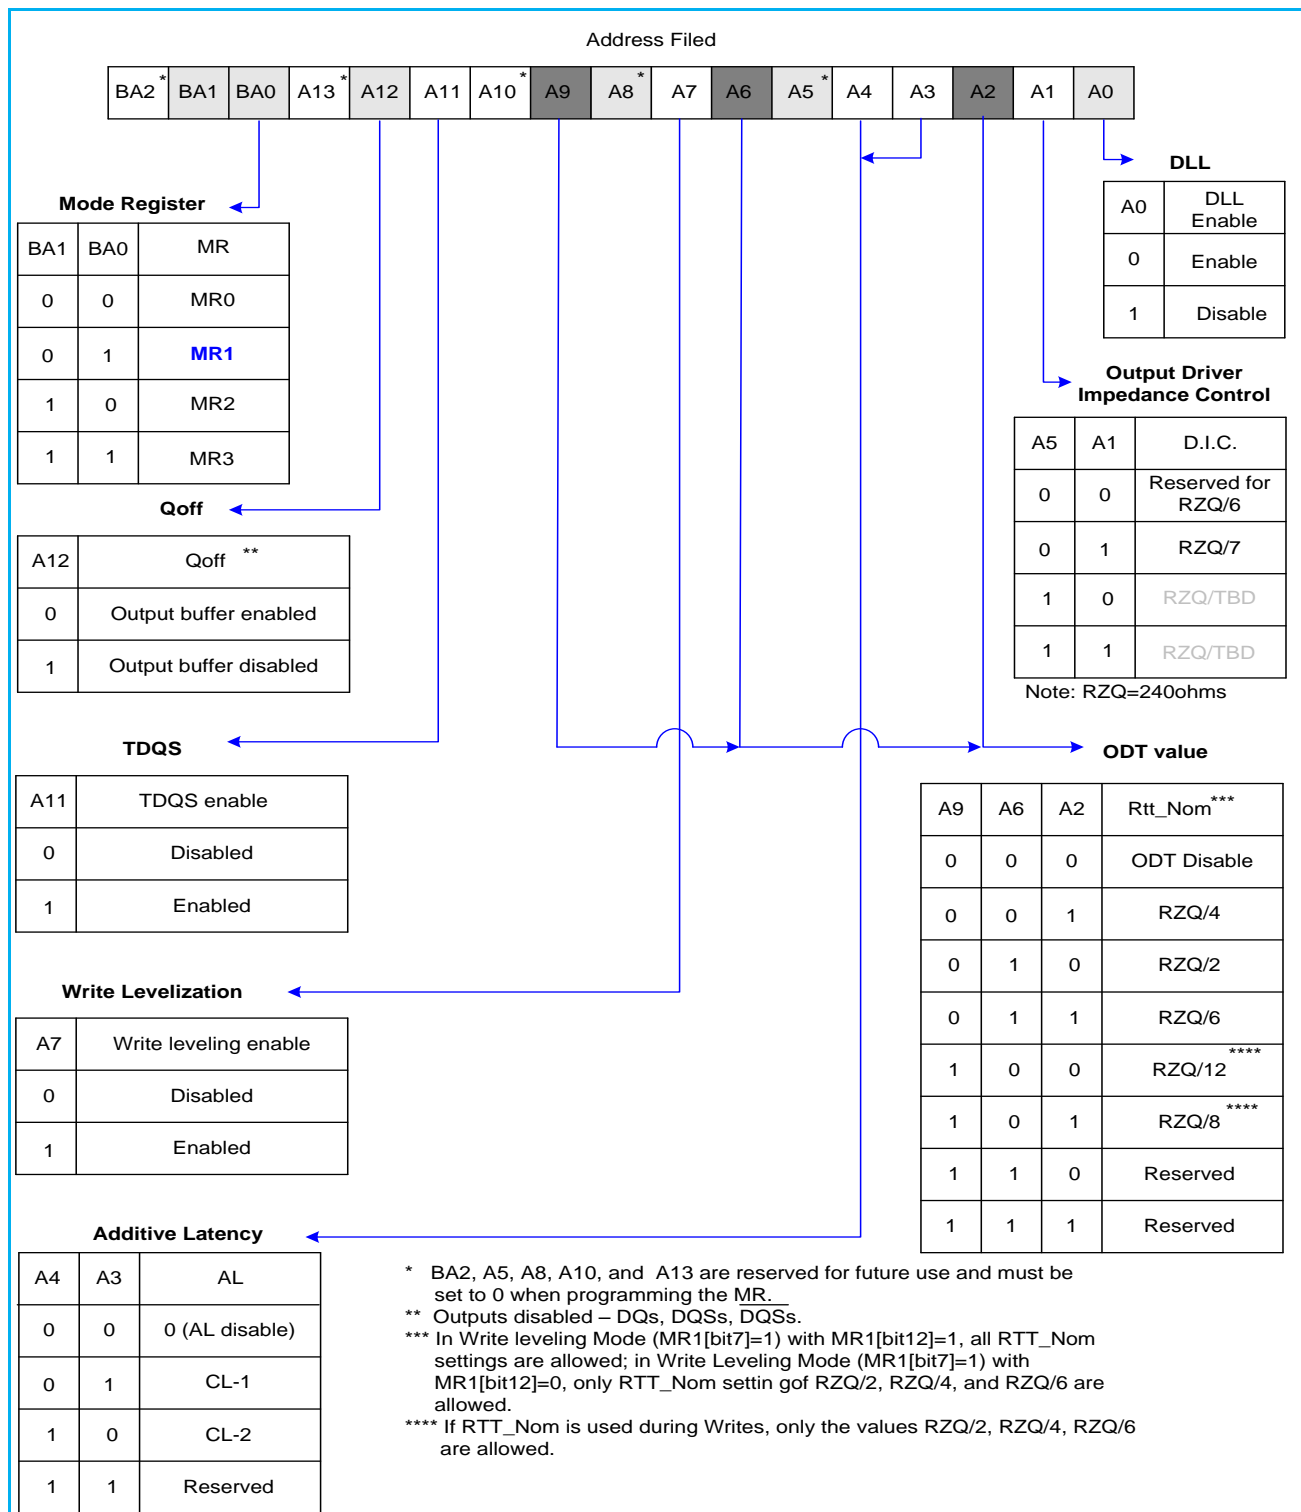 Address Filed
BA2* BA1 BA0 A13* A12 A11 A10* A9 A8* A7 A6 A5* A4 A3 A2 A1 A0
Mode Register
BA1 BA0 MR
0 0 MR0
0 1 MR1
1 0 MR2
1 1 MR3
Qoff
A12 Qoff **
0 Output buffer enabled
1 Output buffer disabled
TDQS
A11 TDQS enable
0 Disabled
1 Enabled
Write Levelization
A7 Write leveling enable
0 Disabled
1 Enabled
Additive Latency
A4 A3 AL
0 0 0 (AL disable)
0 1 CL-1
1 0 CL-2
1 1 Reserved
DLL
A0 DLL
Enable
0 Enable
1 Disable
Output Driver
Impedance Control
A5 A1 D.I.C.
0 0 Reserved for
RZQ/6
0 1 RZQ/7
1 0 RZQ/TBD
1 1 RZQ/TBD
Note: RZQ=240ohms
ODT value
A9 A6 A2 Rtt_Nom***
0 0 0 ODT Disable
0 0 1 RZQ/4
0 1 0 RZQ/2
0 1 1 RZQ/6
1 0 0 RZQ/12****
1 0 1 RZQ/8****
1 1 0 Reserved
1 1 1 Reserved
* BA2, A5, A8, A10, and A13 are reserved for future use and must be
set to 0 when programming the MR.
** Outputs disabled – DQs, DQSs, DQSs.
*** In Write leveling Mode (MR1[bit7]=1) with MR1[bit12]=1, all RTT_Nom
settings are allowed; in Write Leveling Mode (MR1[bit7]=1) with
MR1[bit12]=0, only RTT_Nom settin gof RZQ/2, RZQ/4, and RZQ/6 are
allowed.
**** If RTT_Nom is used during Writes, only the values RZQ/2, RZQ/4, RZQ/6
are allowed.